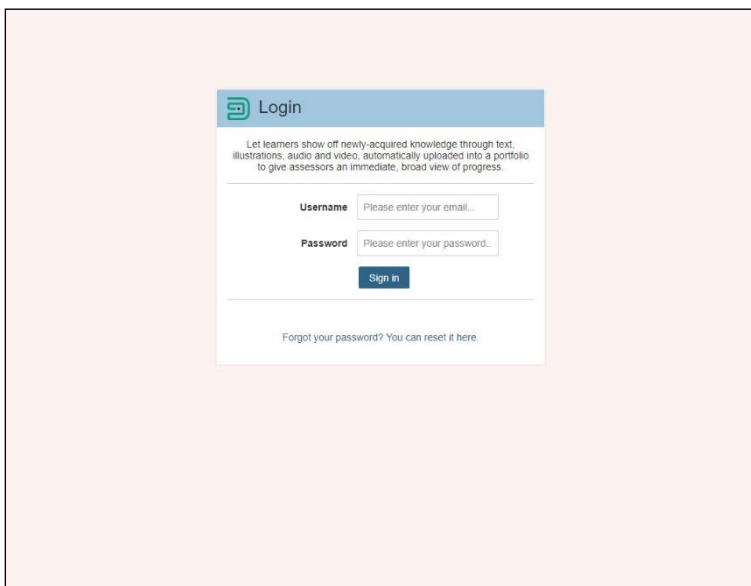 Login
Let learners show off newly-acquired knowledge through text,
illustrations, audio and video, automatically uploaded into a portfolio
to give assessors an immediate, broad view of progress.
Username Please enter your email...
Password Please enter your password..
Sign in
Forgot your password? You can reset it here.